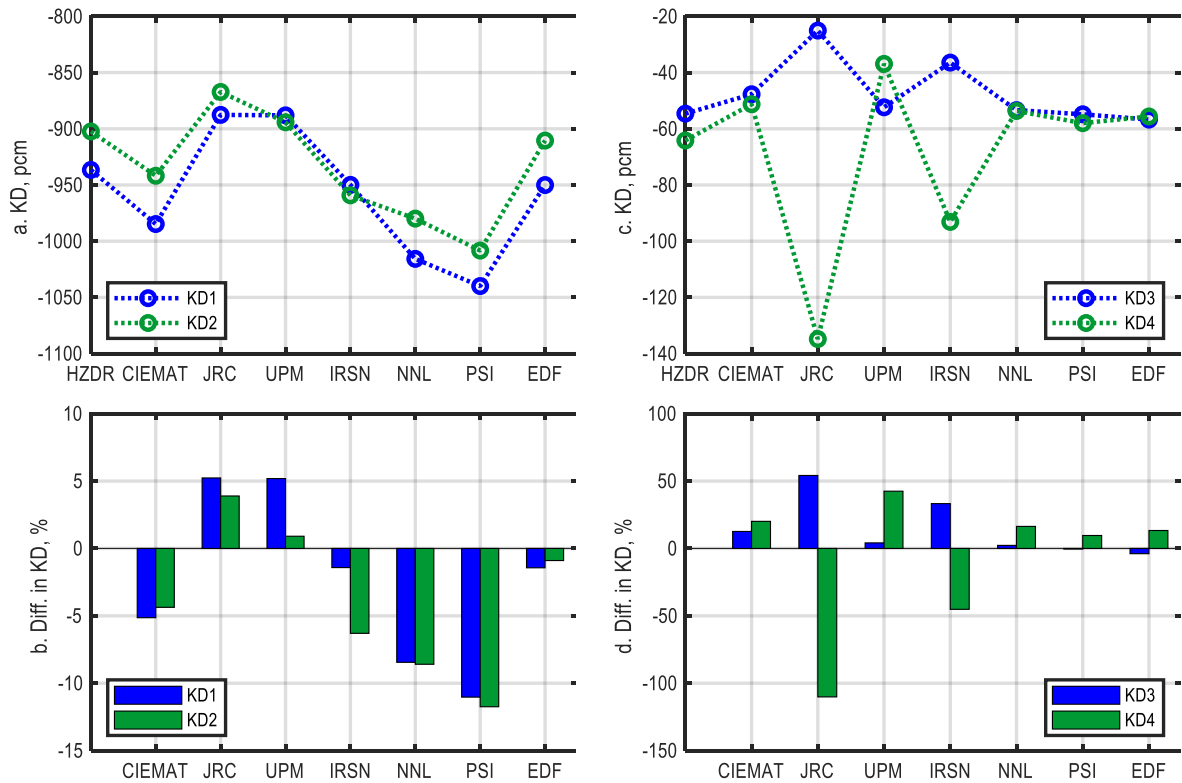 a. KD, pcm
-800
-850
-900
-950
-1000
-1050
-1100
KD1
KD2
HZDR CIEMAT JRC UPM IRSN NNL PSI EDF
c. KD, pcm
-20
-40
-60
-80
-100
-120
-140
KD3
KD4
HZDR CIEMAT JRC UPM IRSN NNL PSI EDF
b. Diff. in KD, %
10
5
0
-5
-10
-15
KD1
KD2
CIEMAT JRC UPM IRSN NNL PSI EDF
d. Diff. in KD, %
100
50
0
-50
-100
-150
KD3
KD4
CIEMAT JRC UPM IRSN NNL PSI EDF